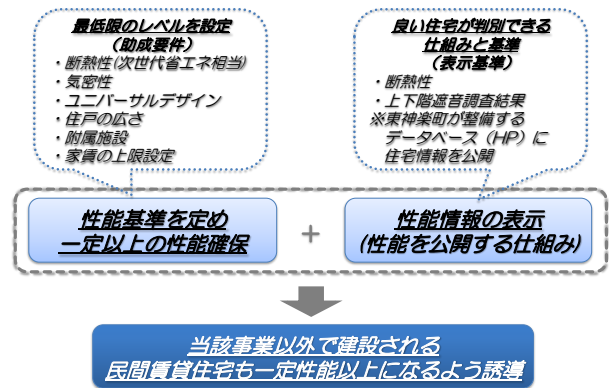 最低限のレベルを設定
（助成要件）
・断熱性(次世代省エネ相当)
・気密性
・ユニバーサルデザイン
・住戸の広さ
・附属施設
・家賃の上限設定
良い住宅が判別できる
仕組みと基準
（表示基準）
・断熱性
・上下階遮音調査結果
※東神楽町が整備する
データベース（HP）に
住宅情報を公開
性能基準を定め
一定以上の性能確保
+
性能情報の表示
(性能を公開する仕組み)
当該事業以外で建設される
民間賃貸住宅も一定性能以上になるよう誘導